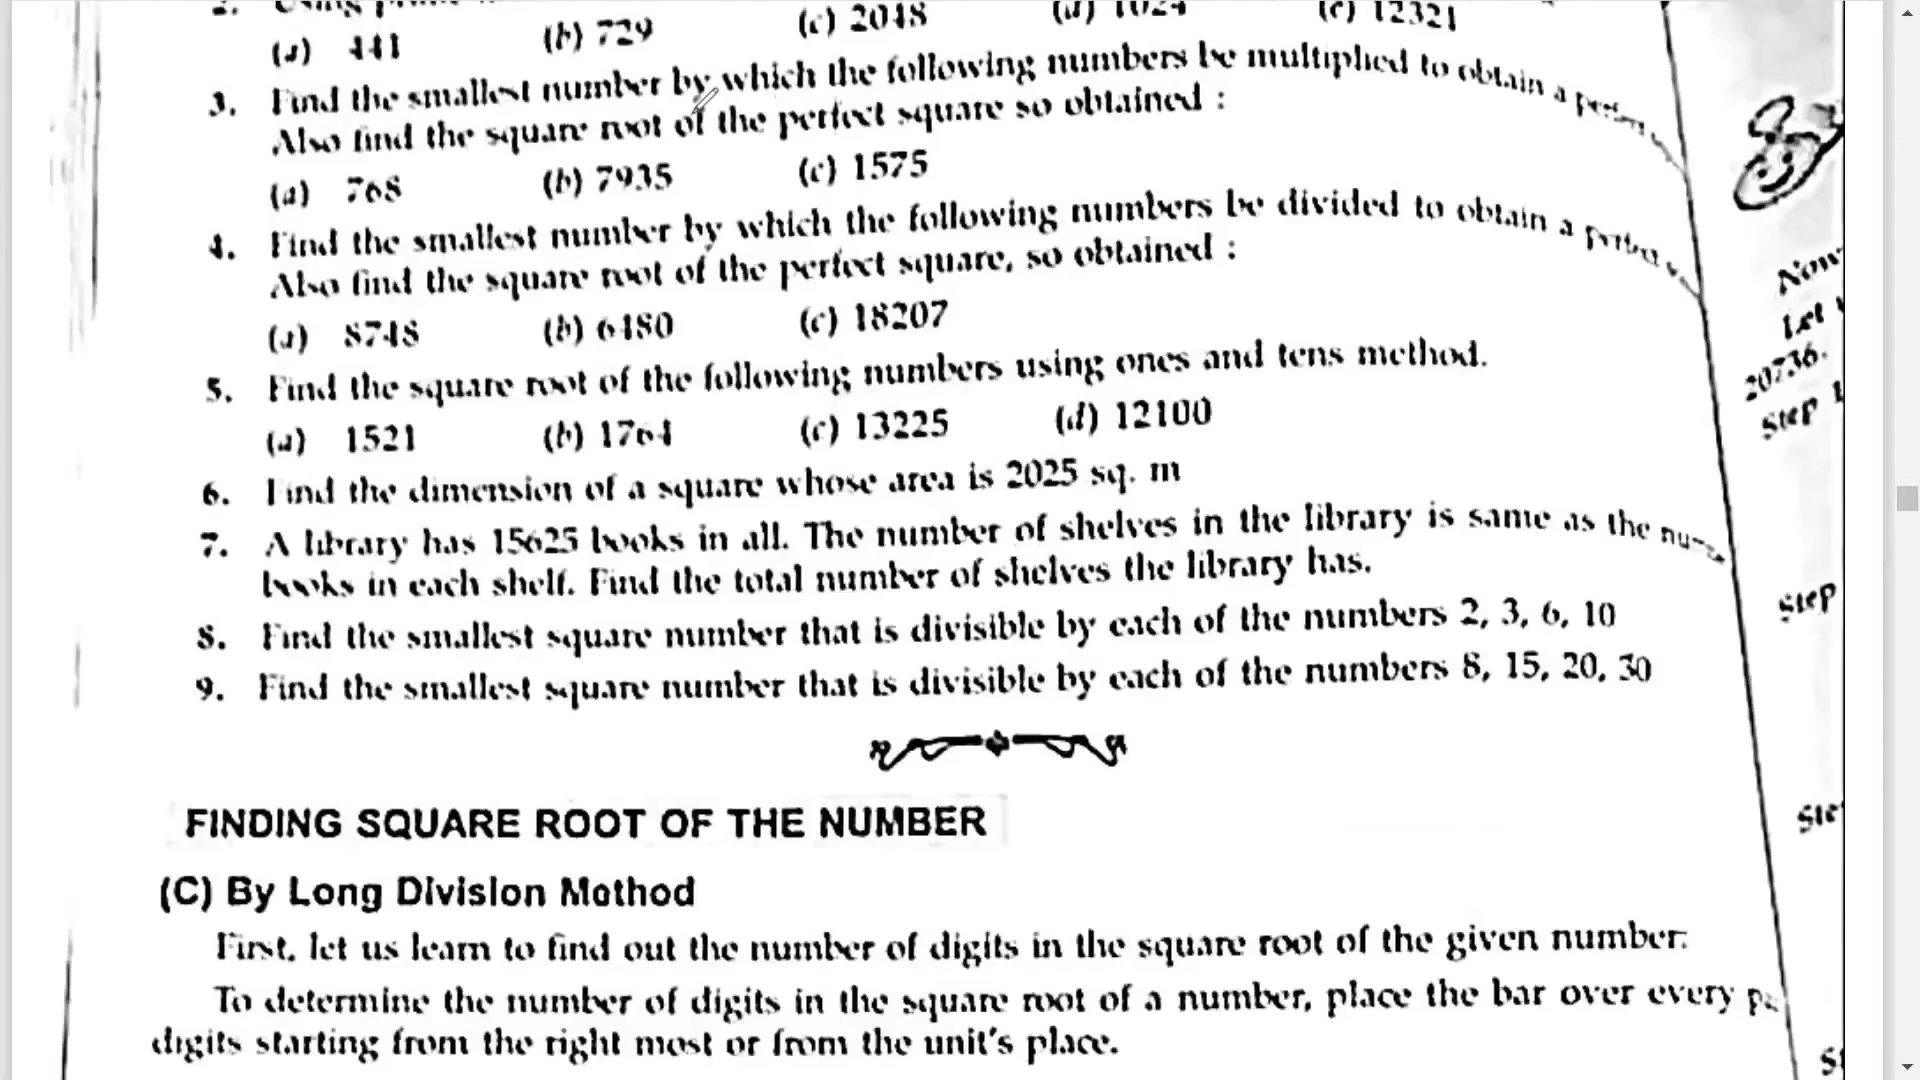 2. Using
(a) 441 (b) 729 (c) 2048 (d) 1024 (e) 12321
3. Find the smallest number by which the following numbers be multiplied to obtain a
Also find the square root of the perfect square so obtained :
(a) 768 (b) 7935 (c) 1575
4. Find the smallest number by which the following numbers be divided to obtain a
Also find the square root of the perfect square, so obtained :
(a) 8748 (b) 6480 (c) 18207
5. Find the square root of the following numbers using ones and tens method.
(a) 1521 (b) 1764 (c) 13225 (d) 12100
6. Find the dimension of a square whose area is 2025 sq. m
7. A library has 15625 books in all. The number of shelves in the library is same as the
books in each shelf. Find the total number of shelves the library has.
8. Find the smallest square number that is divisible by each of the numbers 2, 3, 6, 10
9. Find the smallest square number that is divisible by each of the numbers 8, 15, 20, 30
FINDING SQUARE ROOT OF THE NUMBER
(C) By Long Division Method
First, let us learn to find out the number of digits in the square root of the given number.
To determine the number of digits in the square root of a number, place the bar over every
digits starting from the right most or from the unit's place.
Now
Let
20736.
Step
Step